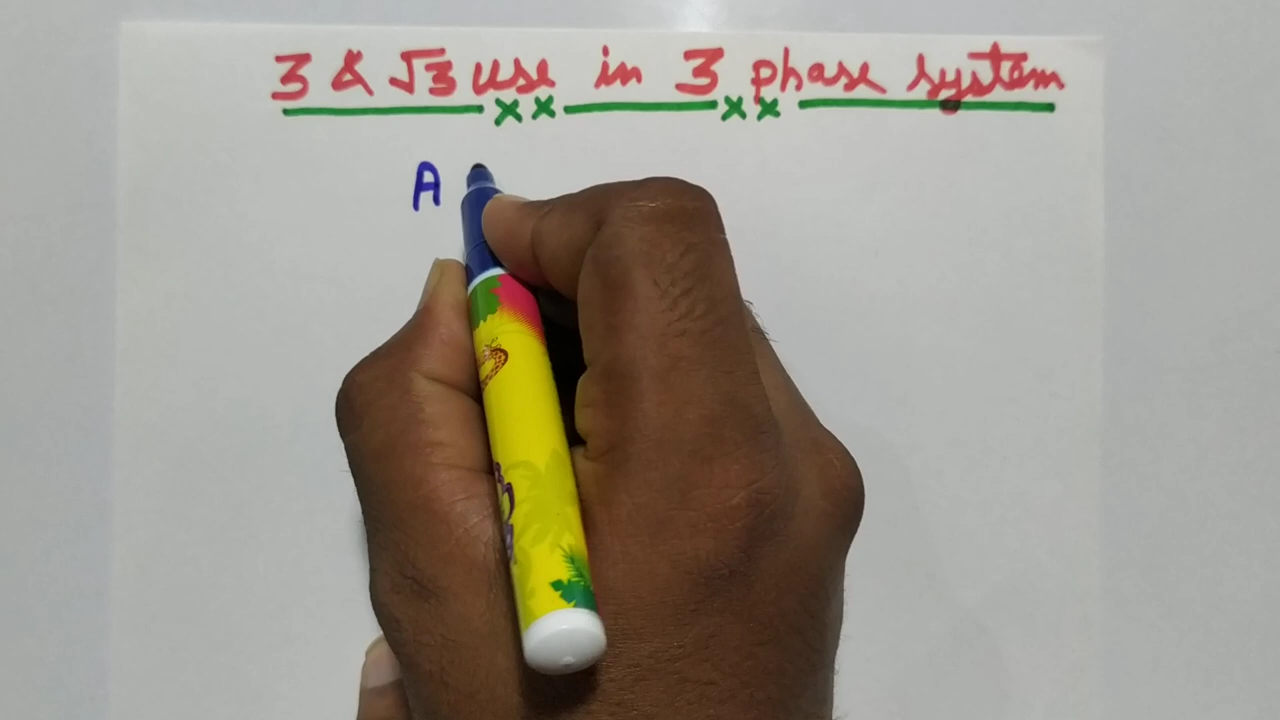 3 & √3 use in 3 phase system
A